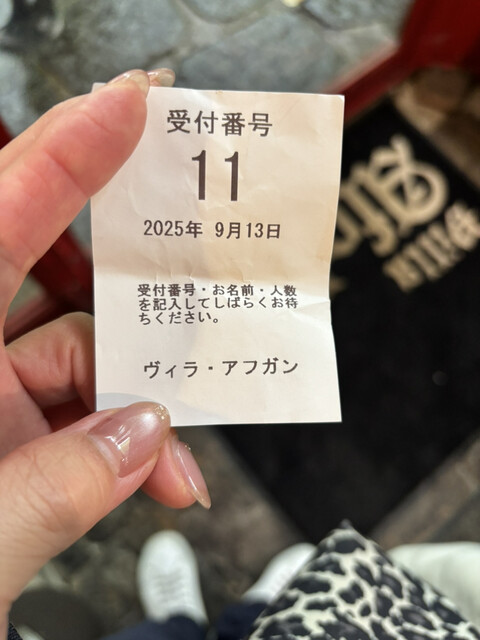 受付番号
11
2025年 9月13日
受付番号・お名前・人数
を記入してしばらくお待
ちください。
ヴィラ・アフガン